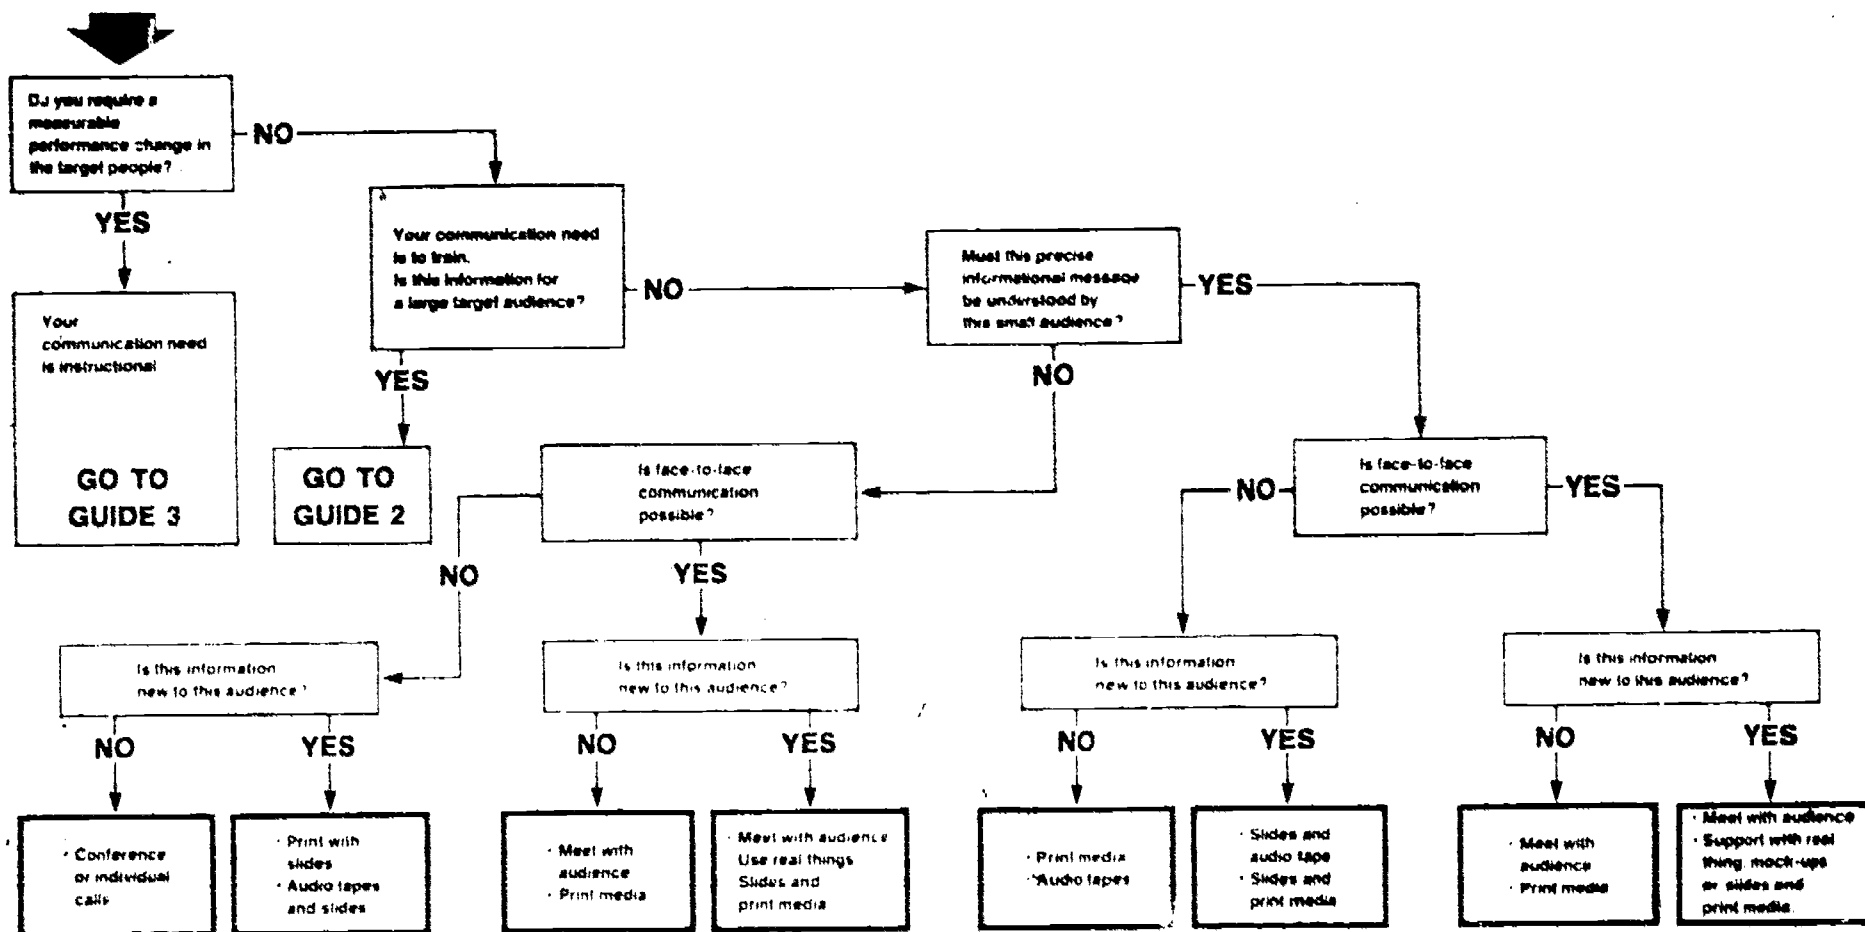 Do you require a
measurable
performance change in
the target people?
NO
YES
Your communication need
is to train.
Is this information for
a large target audience?
NO
YES
Must this precise
informational message
be understood by
this small audience?
YES
NO
Your
communication need
is instructional
GO TO
GUIDE 3
GO TO
GUIDE 2
Is face-to-face
communication
possible?
NO
YES
Is face-to-face
communication
possible?
NO
YES
Is this information
new to this audience?
NO
YES
Is this information
new to this audience?
NO
YES
Is this information
new to this audience?
NO
YES
Is this information
new to this audience?
NO
YES
· Conference
or individual
calls
· Print with
slides
· Audio tapes
and slides
· Meet with
audience
· Print media
· Meet with audience
Use real things
Slides and
print media
· Print media
· Audio tapes
· Slides and
audio tape
· Slides and
print media
· Meet with
audience
· Print media
· Meet with audience
· Support with real
thing, mock-ups
or slides and
print media.